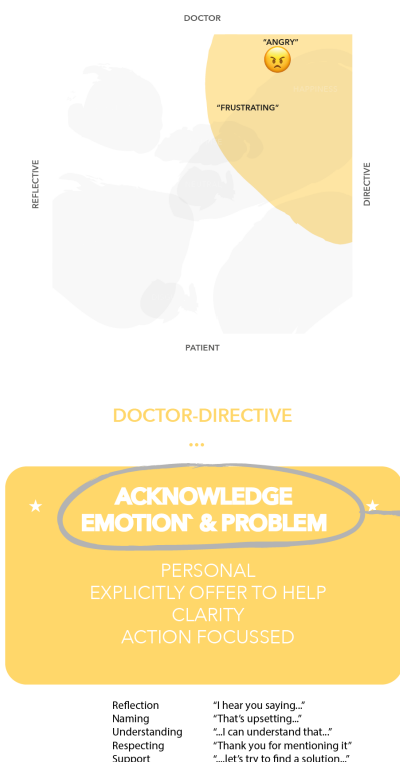 DOCTOR
“ANGRY”
“FRUSTRATING”
REFLECTIVE
DIRECTIVE
PATIENT
DOCTOR-DIRECTIVE
...
ACKNOWLEDGE
EMOTION` & PROBLEM
PERSONAL
EXPLICITLY OFFER TO HELP
CLARITY
ACTION FOCUSSED
Reflection “I hear you saying...”
Naming “That’s upsetting...”
Understanding “...I can understand that...”
Respecting “Thank you for mentioning it”
Support “....let’s try to find a solution...”